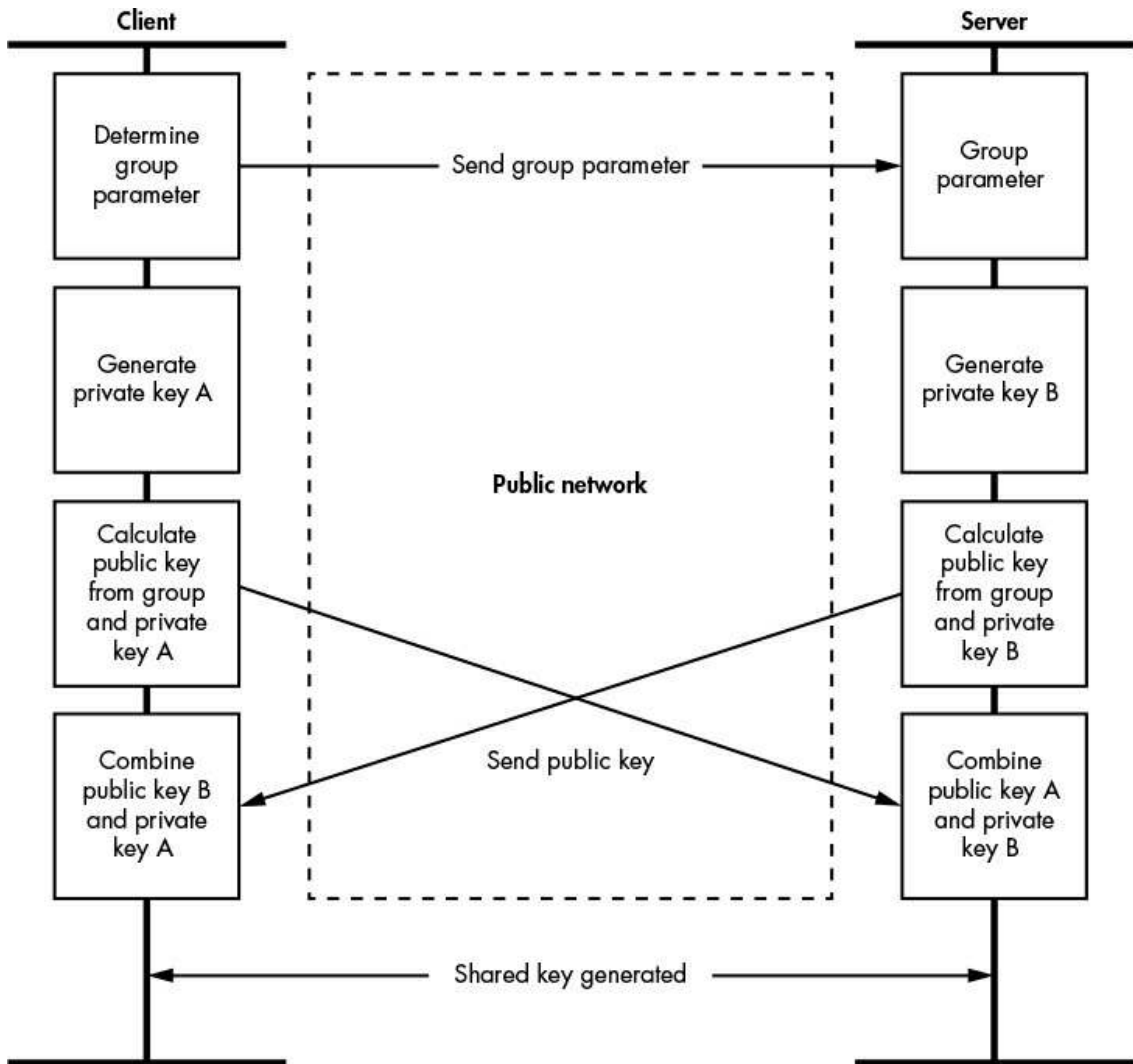 Client
Server
Determine
group
parameter
Send group parameter
Group
parameter
Generate
private key A
Generate
private key B
Public network
Calculate
public key
from group
and private
key A
Calculate
public key
from group
and private
key B
Send public key
Combine
public key B
and private
key A
Combine
public key A
and private
key B
Shared key generated